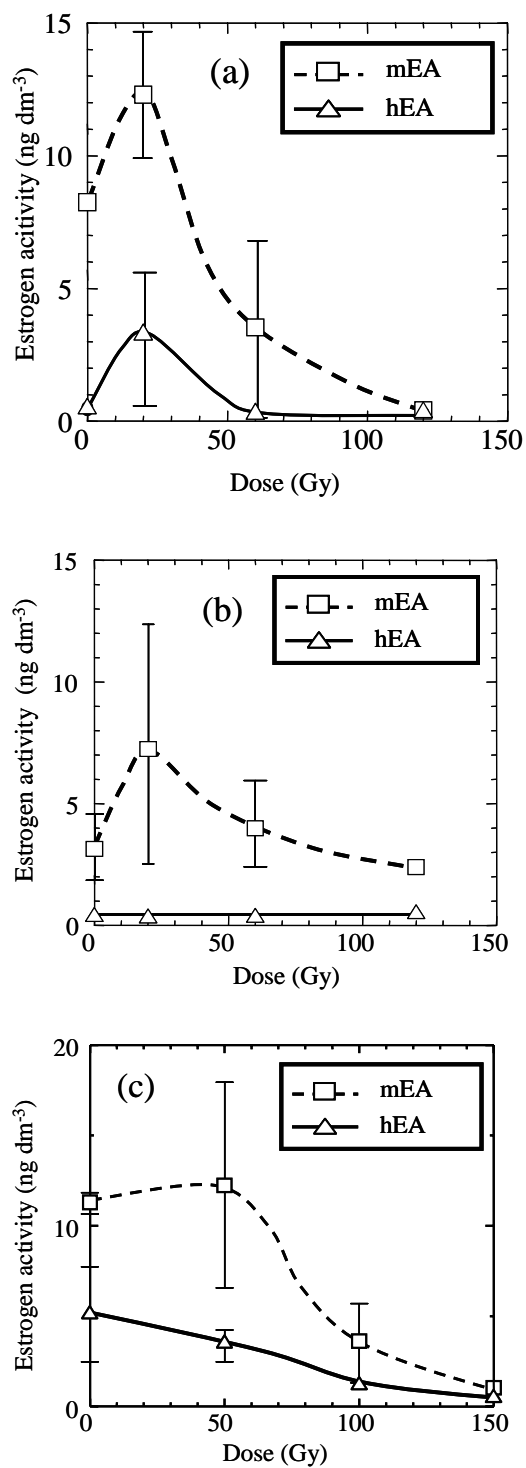 15
(a)
mEA
hEA
10
5
0
Estrogen acitivity (ng dm-3)
0 50 100 150
Dose (Gy)
15
(b)
mEA
hEA
10
5
0
Estrogen activity (ng dm-3)
0 50 100 150
Dose (Gy)
20
(c)
mEA
hEA
10
0
Estrogen activity (ng dm-3)
0 50 100 150
Dose (Gy)